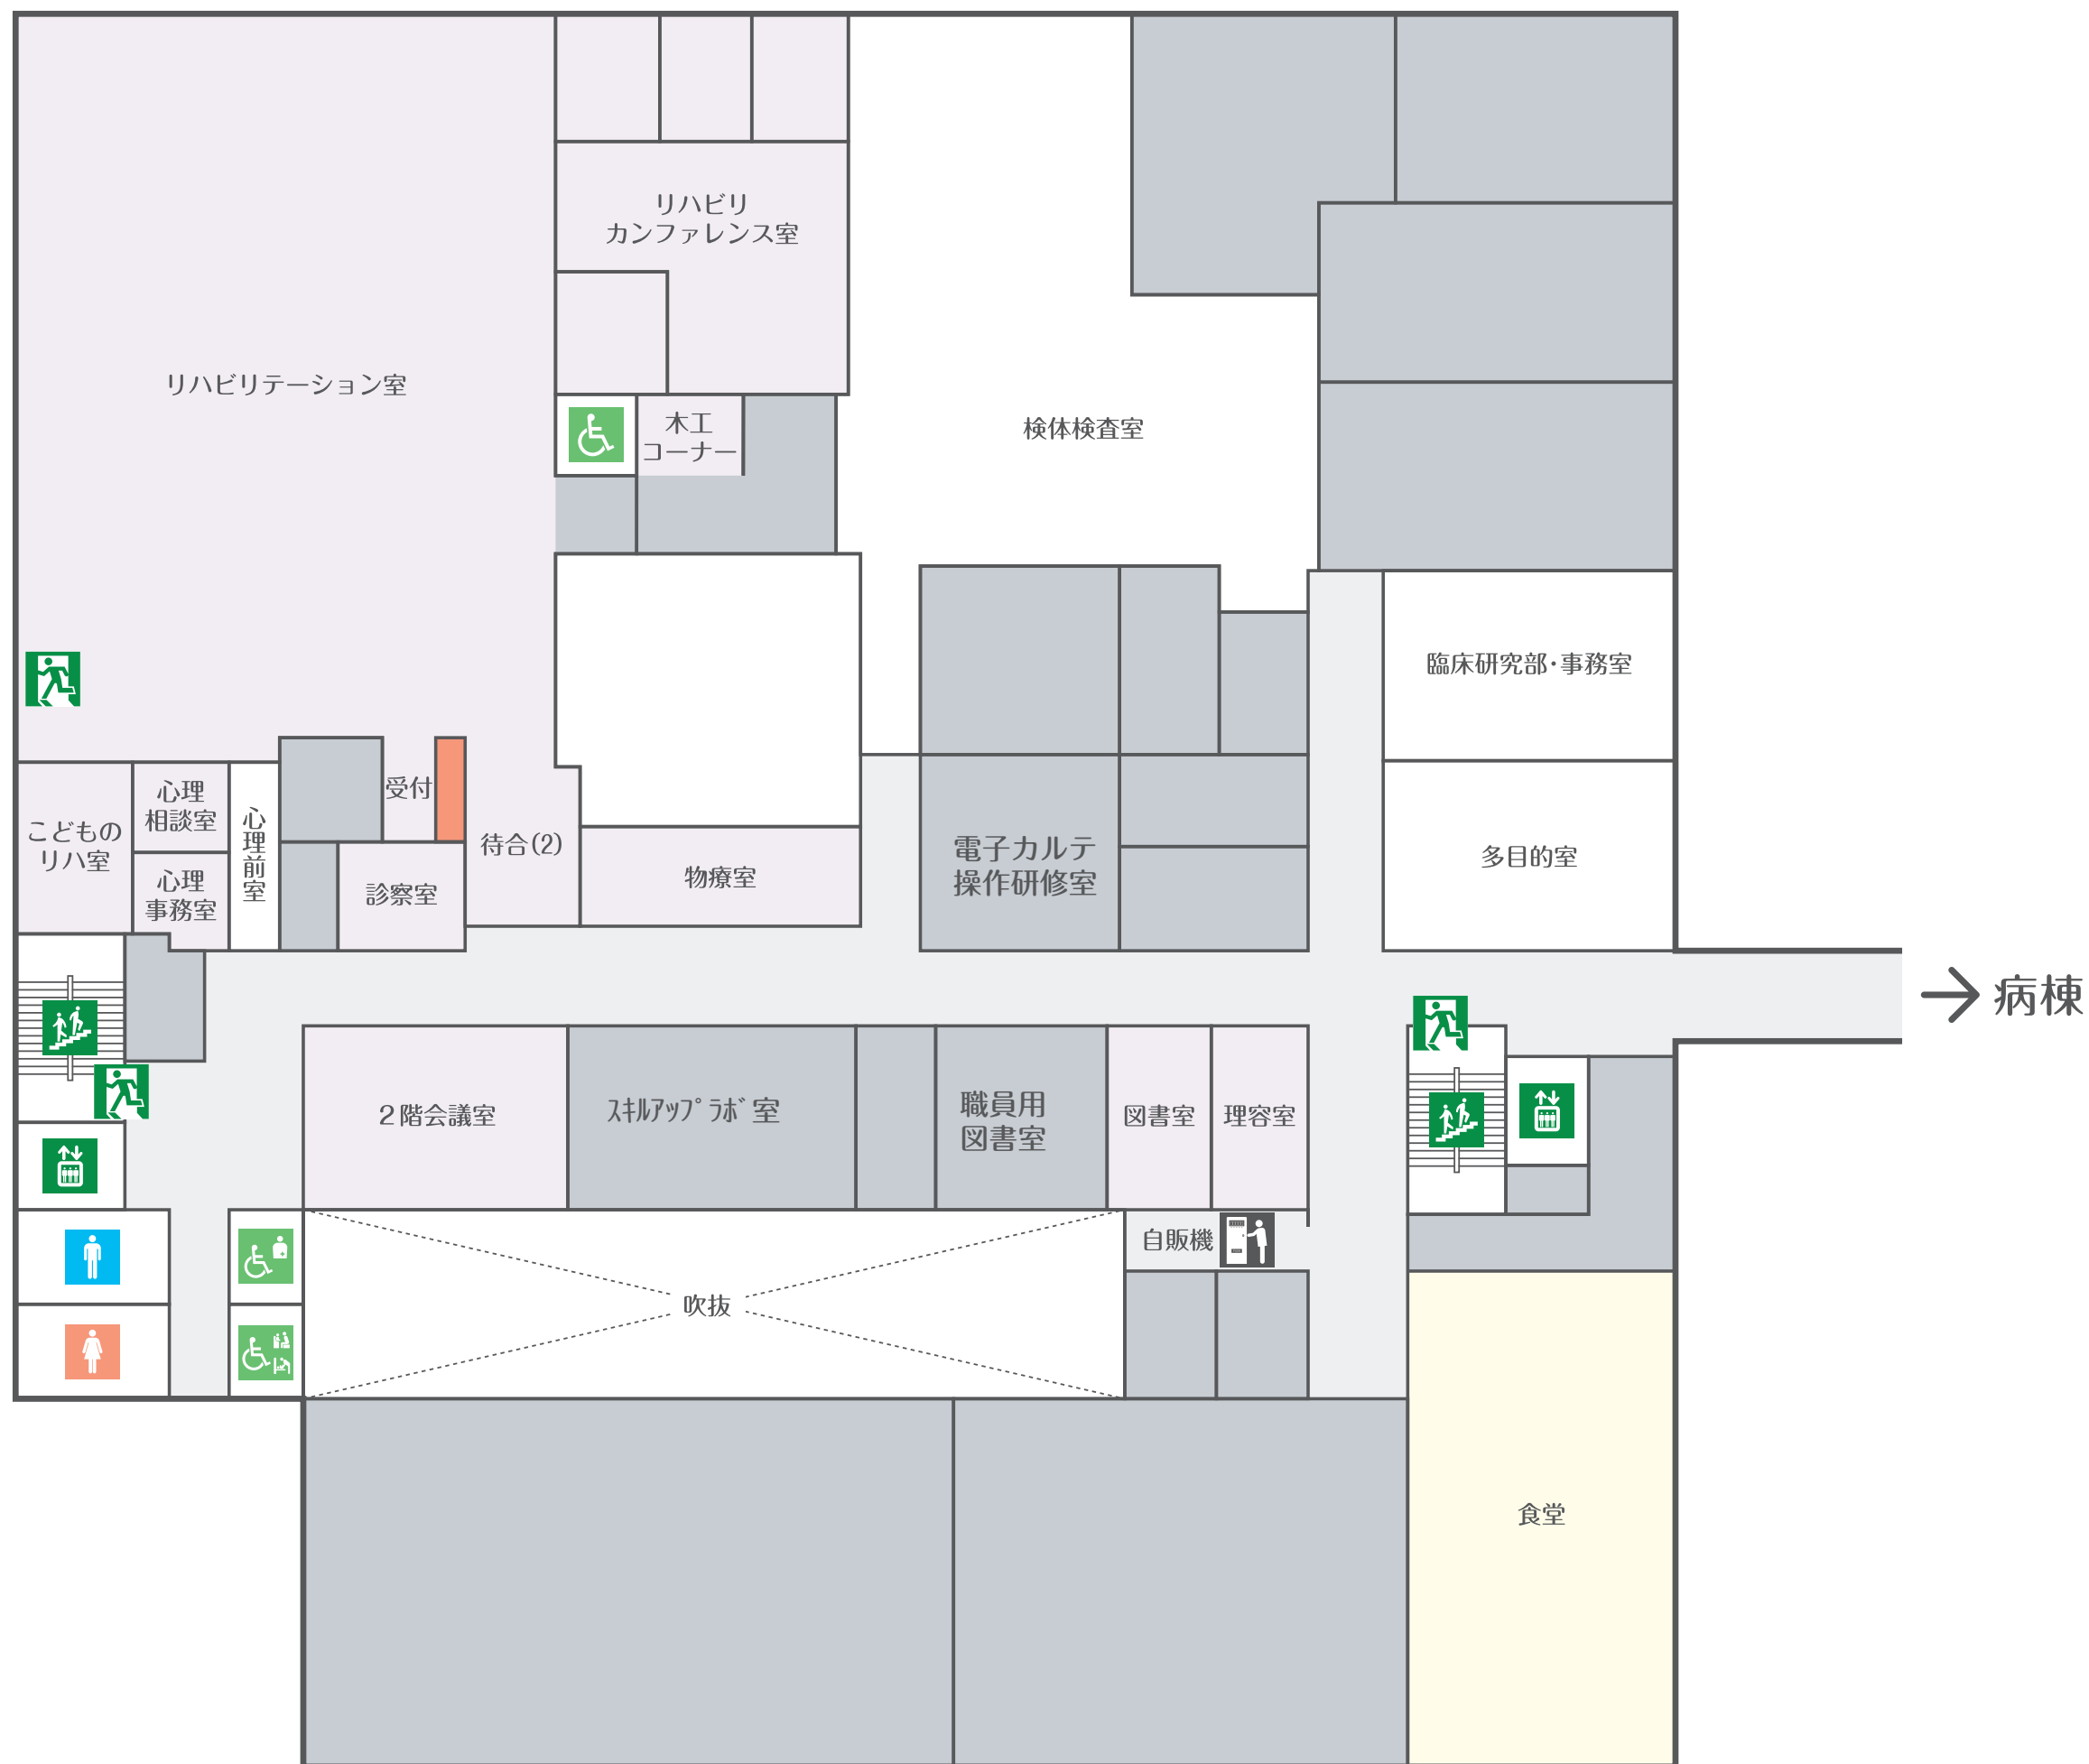 リハビリ
カンファレンス室
リハビリテーション室
木工
コーナー
検体検査室
臨床研究部・事務室
受付
心理
相談室
こどもの
リハ室
心理前室
待合(2)
電子カルテ
操作研修室
多目的室
物療室
心理
事務室
診察室
病棟
2階会議室
ｽｷﾙｱｯﾌﾟﾗﾎﾞ室
職員用
図書室
図書室
理容室
自販機
吹抜
食堂